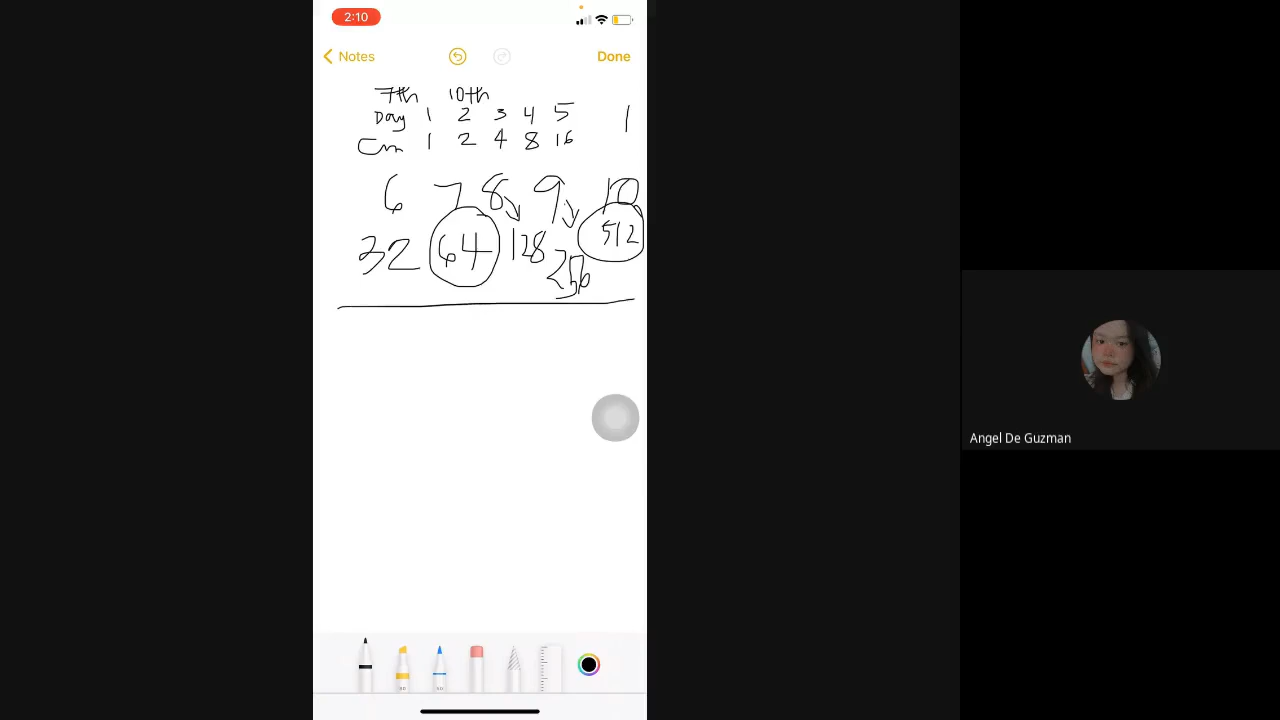 2:10
Notes
Done
7th 10th
Day 1 2 3 4 5 1
Cm 1 2 4 8 16
6 7 8 9 10
32 64 128 256 512
Angel De Guzman